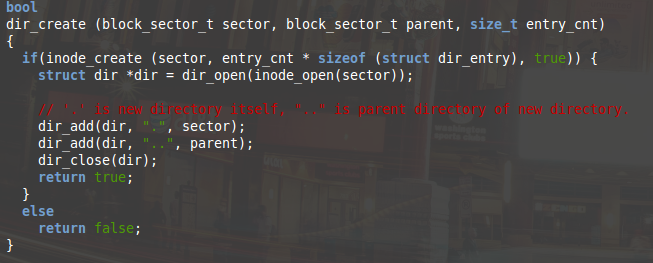 bool
dir_create (block_sector_t sector, block_sector_t parent, size_t entry_cnt)
{
  if(inode_create (sector, entry_cnt * sizeof (struct dir_entry), true)) {
    struct dir *dir = dir_open(inode_open(sector));

    // '.' is new directory itself, ".." is parent directory of new directory.
    dir_add(dir, ".", sector);
    dir_add(dir, "..", parent);
    dir_close(dir);
    return true;
  }
  else
    return false;
}